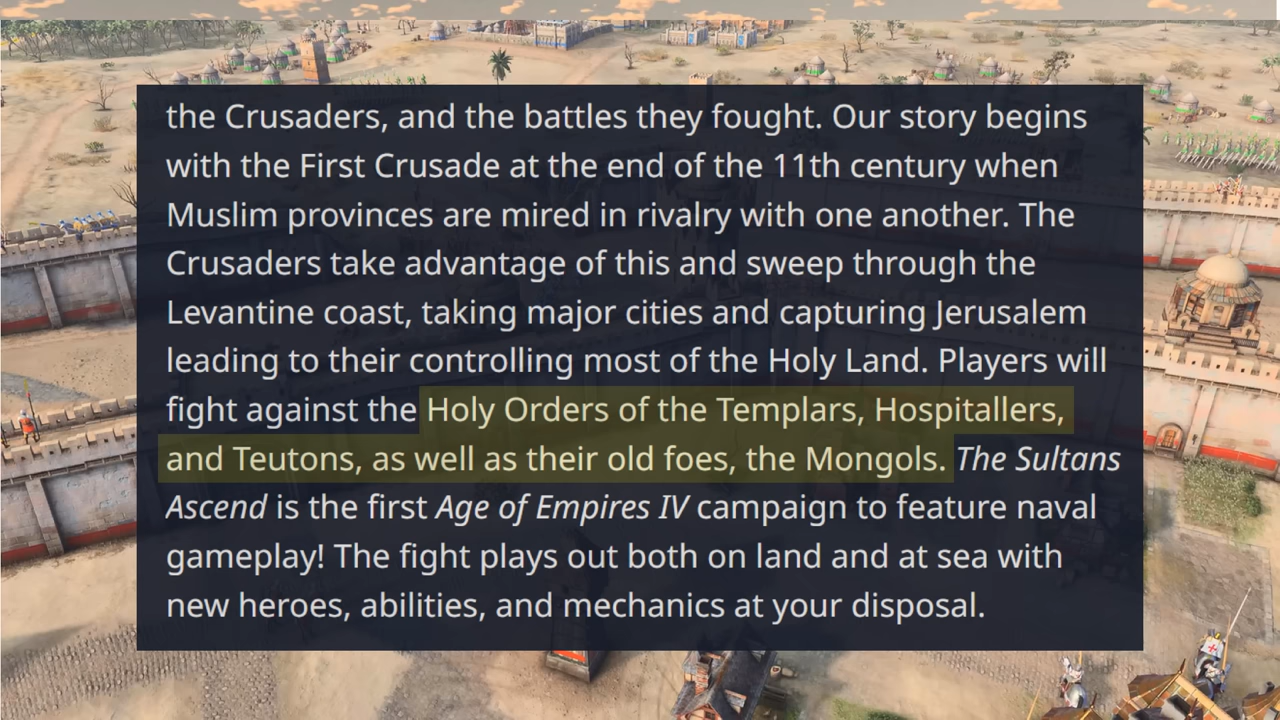 the Crusaders, and the battles they fought. Our story begins
with the First Crusade at the end of the 11th century when
Muslim provinces are mired in rivalry with one another. The
Crusaders take advantage of this and sweep through the
Levantine coast, taking major cities and capturing Jerusalem
leading to their controlling most of the Holy Land. Players will
fight against the Holy Orders of the Templars, Hospitallers,
and Teutons, as well as their old foes, the Mongols. The Sultans
Ascend is the first Age of Empires IV campaign to feature naval
gameplay! The fight plays out both on land and at sea with
new heroes, abilities, and mechanics at your disposal.